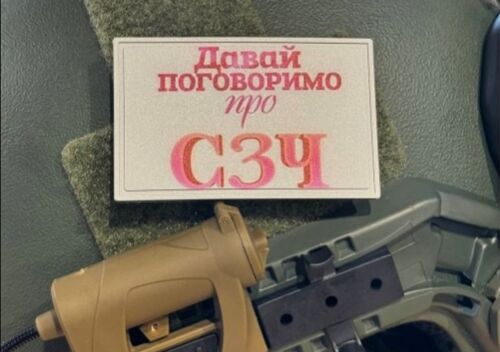 Давай
поговоримо
про
СЗЧ